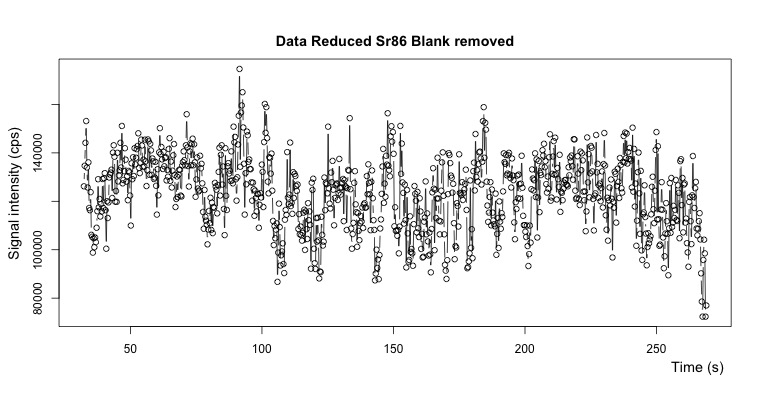 Data Reduced Sr86 Blank removed
Signal intensity (cps)
140000
100000
80000
50
100
150
200
250
Time (s)